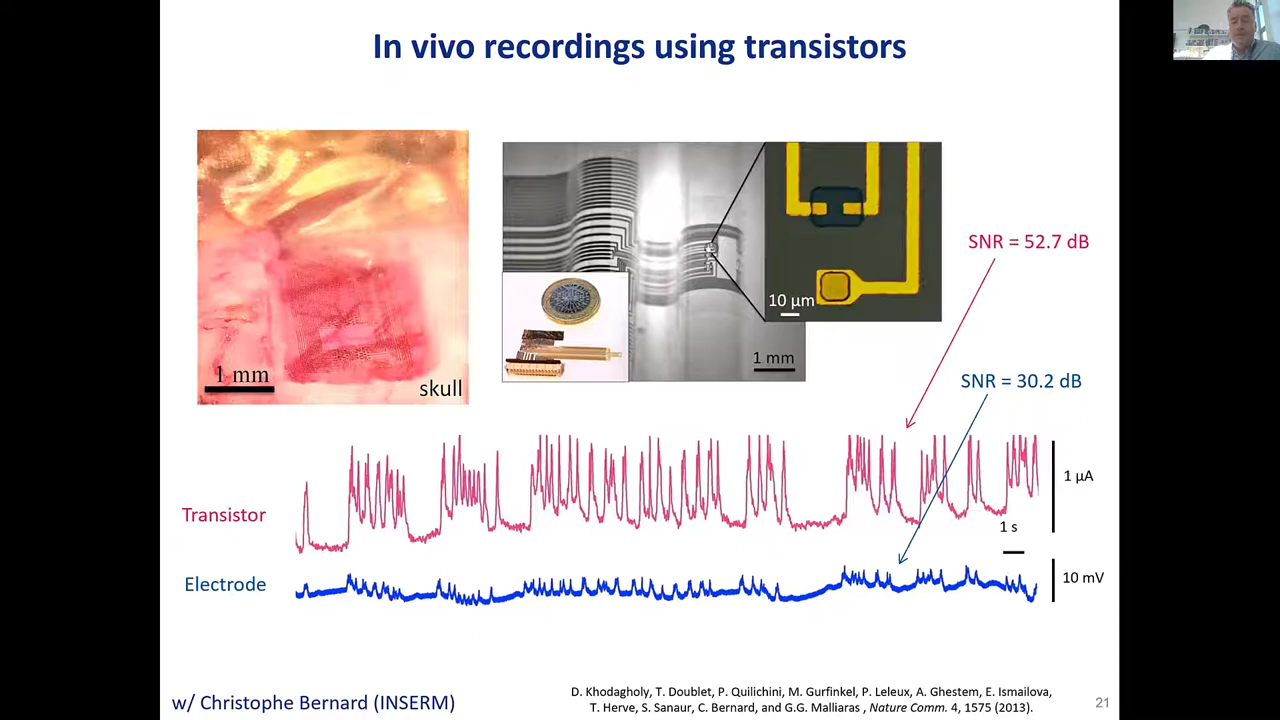 In vivo recordings using transistors
1 mm
skull
10 µm
1 mm
SNR = 52.7 dB
SNR = 30.2 dB
Transistor
1 µA
1 s
Electrode
10 mV
w/ Christophe Bernard (INSERM)
D. Khodagholy, T. Doublet, P. Quilichini, M. Gurfinkel, P. Leleux, A. Ghestem, E. Ismailova,
T. Herve, S. Sanaur, C. Bernard, and G.G. Malliaras , Nature Comm. 4, 1575 (2013).
21